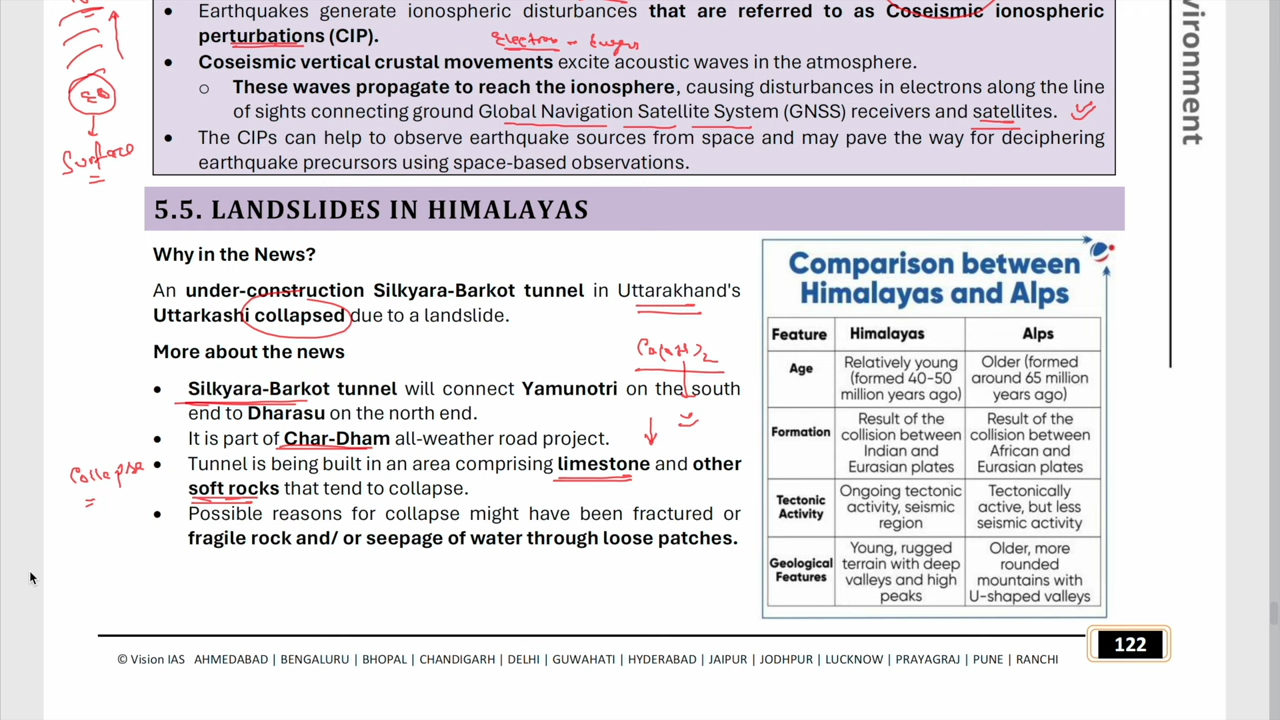 Earthquakes generate ionospheric disturbances that are referred to as Coseismic ionospheric
perturbations (CIP).
Coseismic vertical crustal movements excite acoustic waves in the atmosphere.
These waves propagate to reach the ionosphere, causing disturbances in electrons along the line
of sights connecting ground Global Navigation Satellite System (GNSS) receivers and satellites.
The CIPs can help to observe earthquake sources from space and may pave the way for deciphering
earthquake precursors using space-based observations.
Surface
vironment
5.5. LANDSLIDES IN HIMALAYAS
Why in the News?
An under-construction Silkyara-Barkot tunnel in Uttarakhand's
Uttarkashi collapsed due to a landslide.
More about the news
Silkyara-Barkot tunnel will connect Yamunotri on the south
end to Dharasu on the north end.
It is part of Char-Dham all-weather road project.
Tunnel is being built in an area comprising limestone and other
soft rocks that tend to collapse.
Collapse
Possible reasons for collapse might have been fractured or
fragile rock and/ or seepage of water through loose patches.
Comparison between
Himalayas and Alps
Feature Himalayas Alps
Age Relatively young (formed 40-50 million years ago) Older (formed around 65 million years ago)
Formation Result of the collision between Indian and Eurasian plates Result of the collision between African and Eurasian plates
Tectonic Activity Ongoing tectonic activity, seismic region Tectonically active, but less seismic activity
Geological Features Young, rugged terrain with deep valleys and high peaks Older, more rounded mountains with U-shaped valleys
122
© Vision IAS AHMEDABAD | BENGALURU | BHOPAL | CHANDIGARH | DELHI | GUWAHATI | HYDERABAD | JAIPUR | JODHPUR | LUCKNOW | PRAYAGRAJ | PUNE | RANCHI